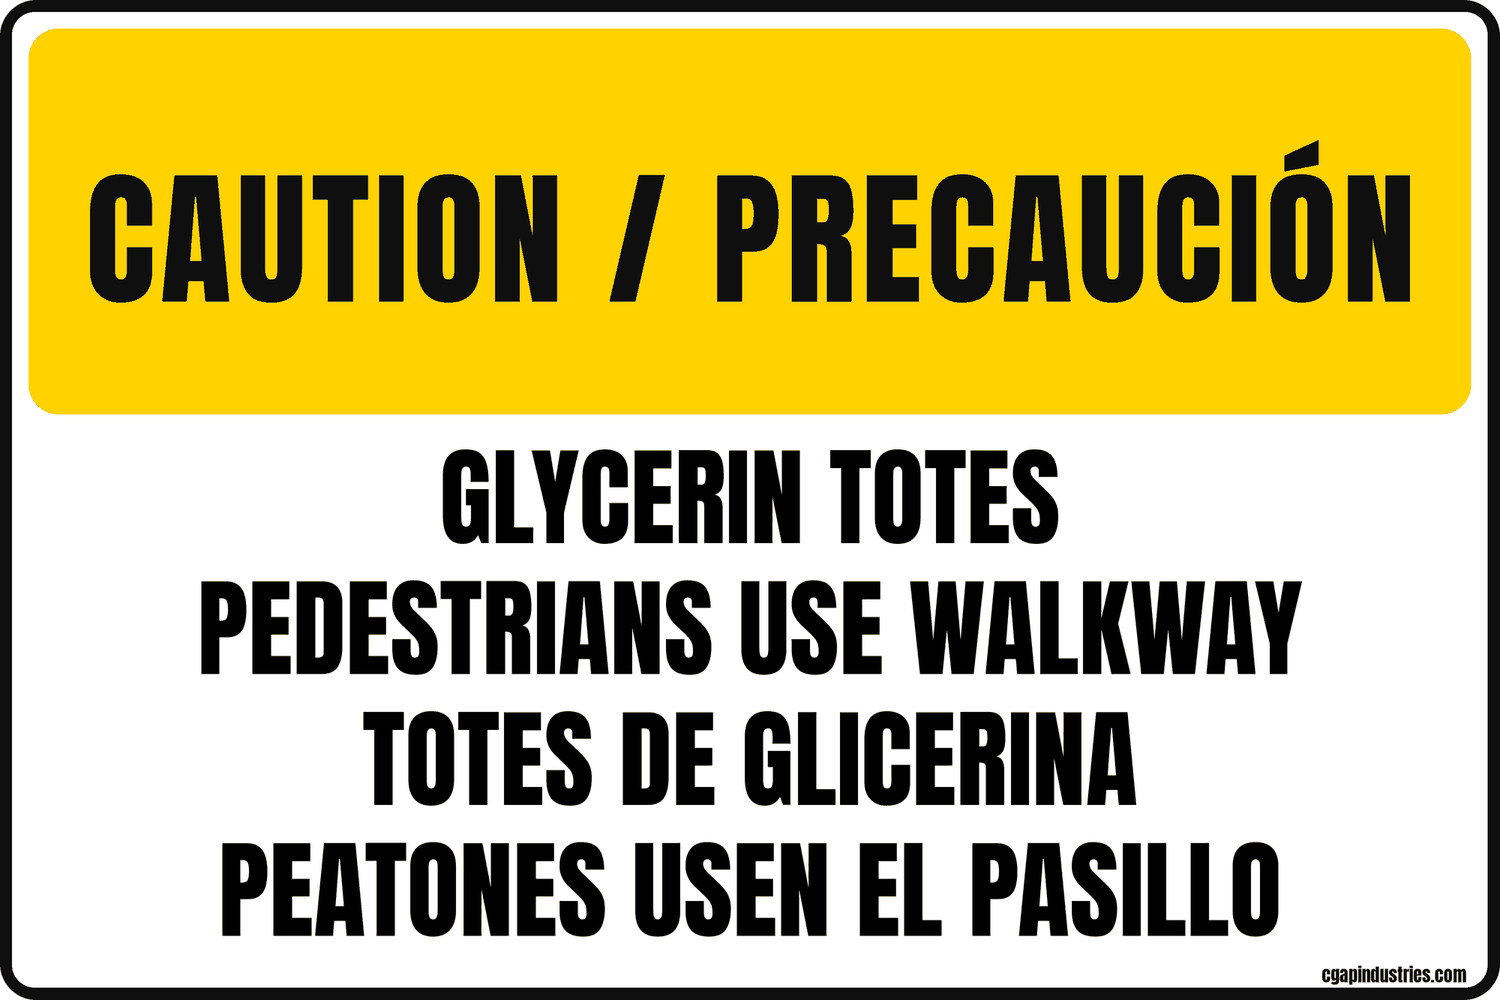 CAUTION / PRECAUCIÓN
GLYCERIN TOTES
PEDESTRIANS USE WALKWAY
TOTES DE GLICERINA
PEATONES USEN EL PASILLO
cgapindustries.com